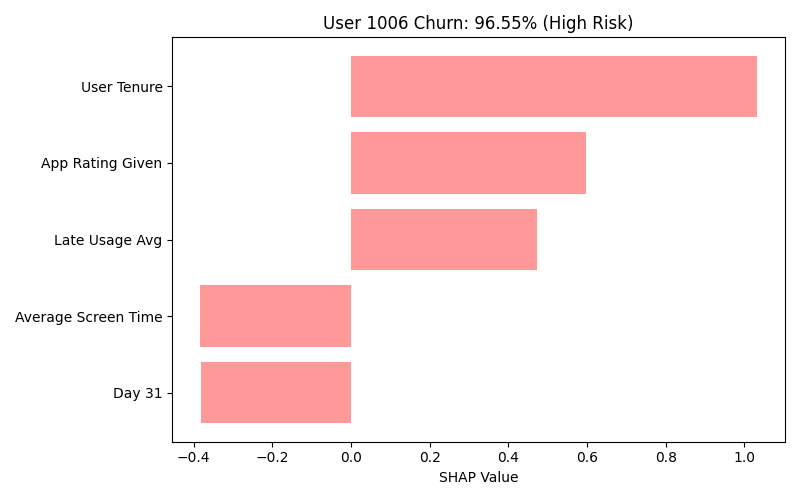 User 1006 Churn: 96.55% (High Risk)
User Tenure
App Rating Given
Late Usage Avg
Average Screen Time
Day 31
−0.4 −0.2 0.0 0.2 0.4 0.6 0.8 1.0
SHAP Value